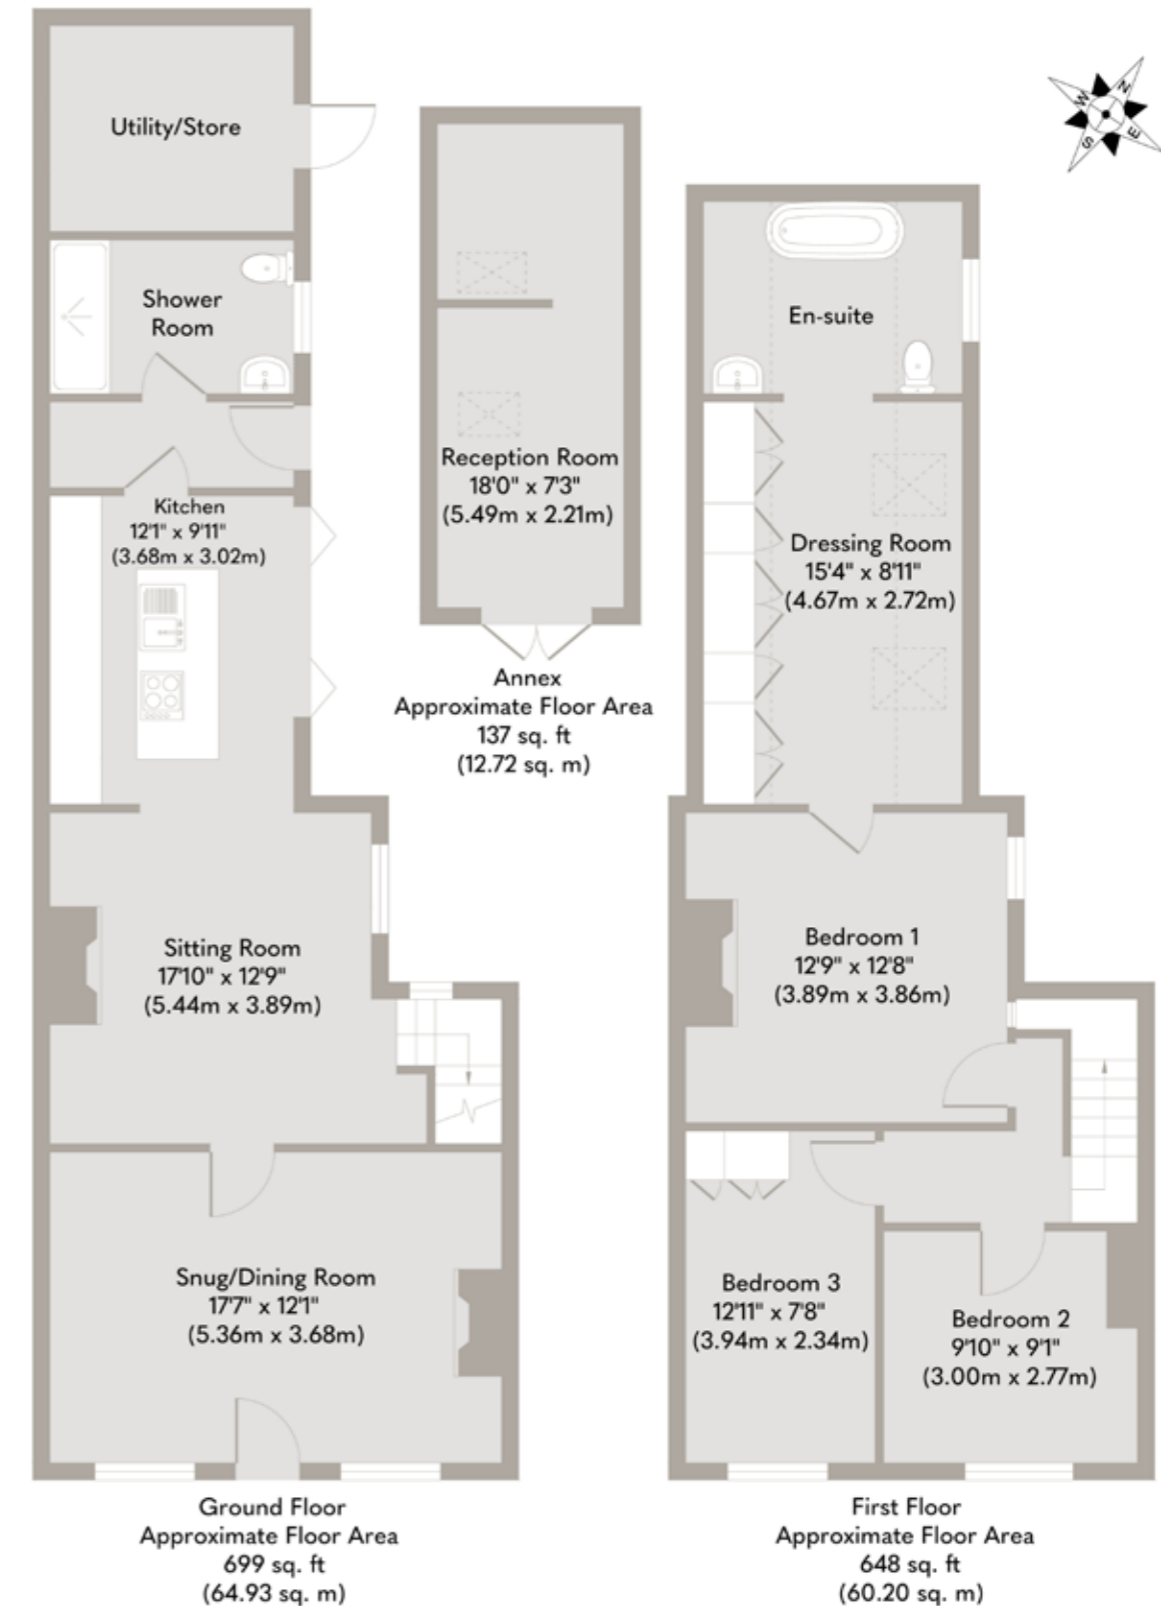 Utility/Store
Shower
Room
Kitchen
12'1" x 9'11"
(3.68m x 3.02m)
Sitting Room
17'10" x 12'9"
(5.44m x 3.89m)
Snug/Dining Room
17'7" x 12'1"
(5.36m x 3.68m)
Ground Floor
Approximate Floor Area
699 sq. ft
(64.93 sq. m)
Reception Room
18'0" x 7'3"
(5.49m x 2.21m)
Annex
Approximate Floor Area
137 sq. ft
(12.72 sq. m)
N
W
E
S
En-suite
Dressing Room
15'4" x 8'11"
(4.67m x 2.72m)
Bedroom 1
12'9" x 12'8"
(3.89m x 3.86m)
Bedroom 3
12'11" x 7'8"
(3.94m x 2.34m)
Bedroom 2
9'10" x 9'1"
(3.00m x 2.77m)
First Floor
Approximate Floor Area
648 sq. ft
(60.20 sq. m)